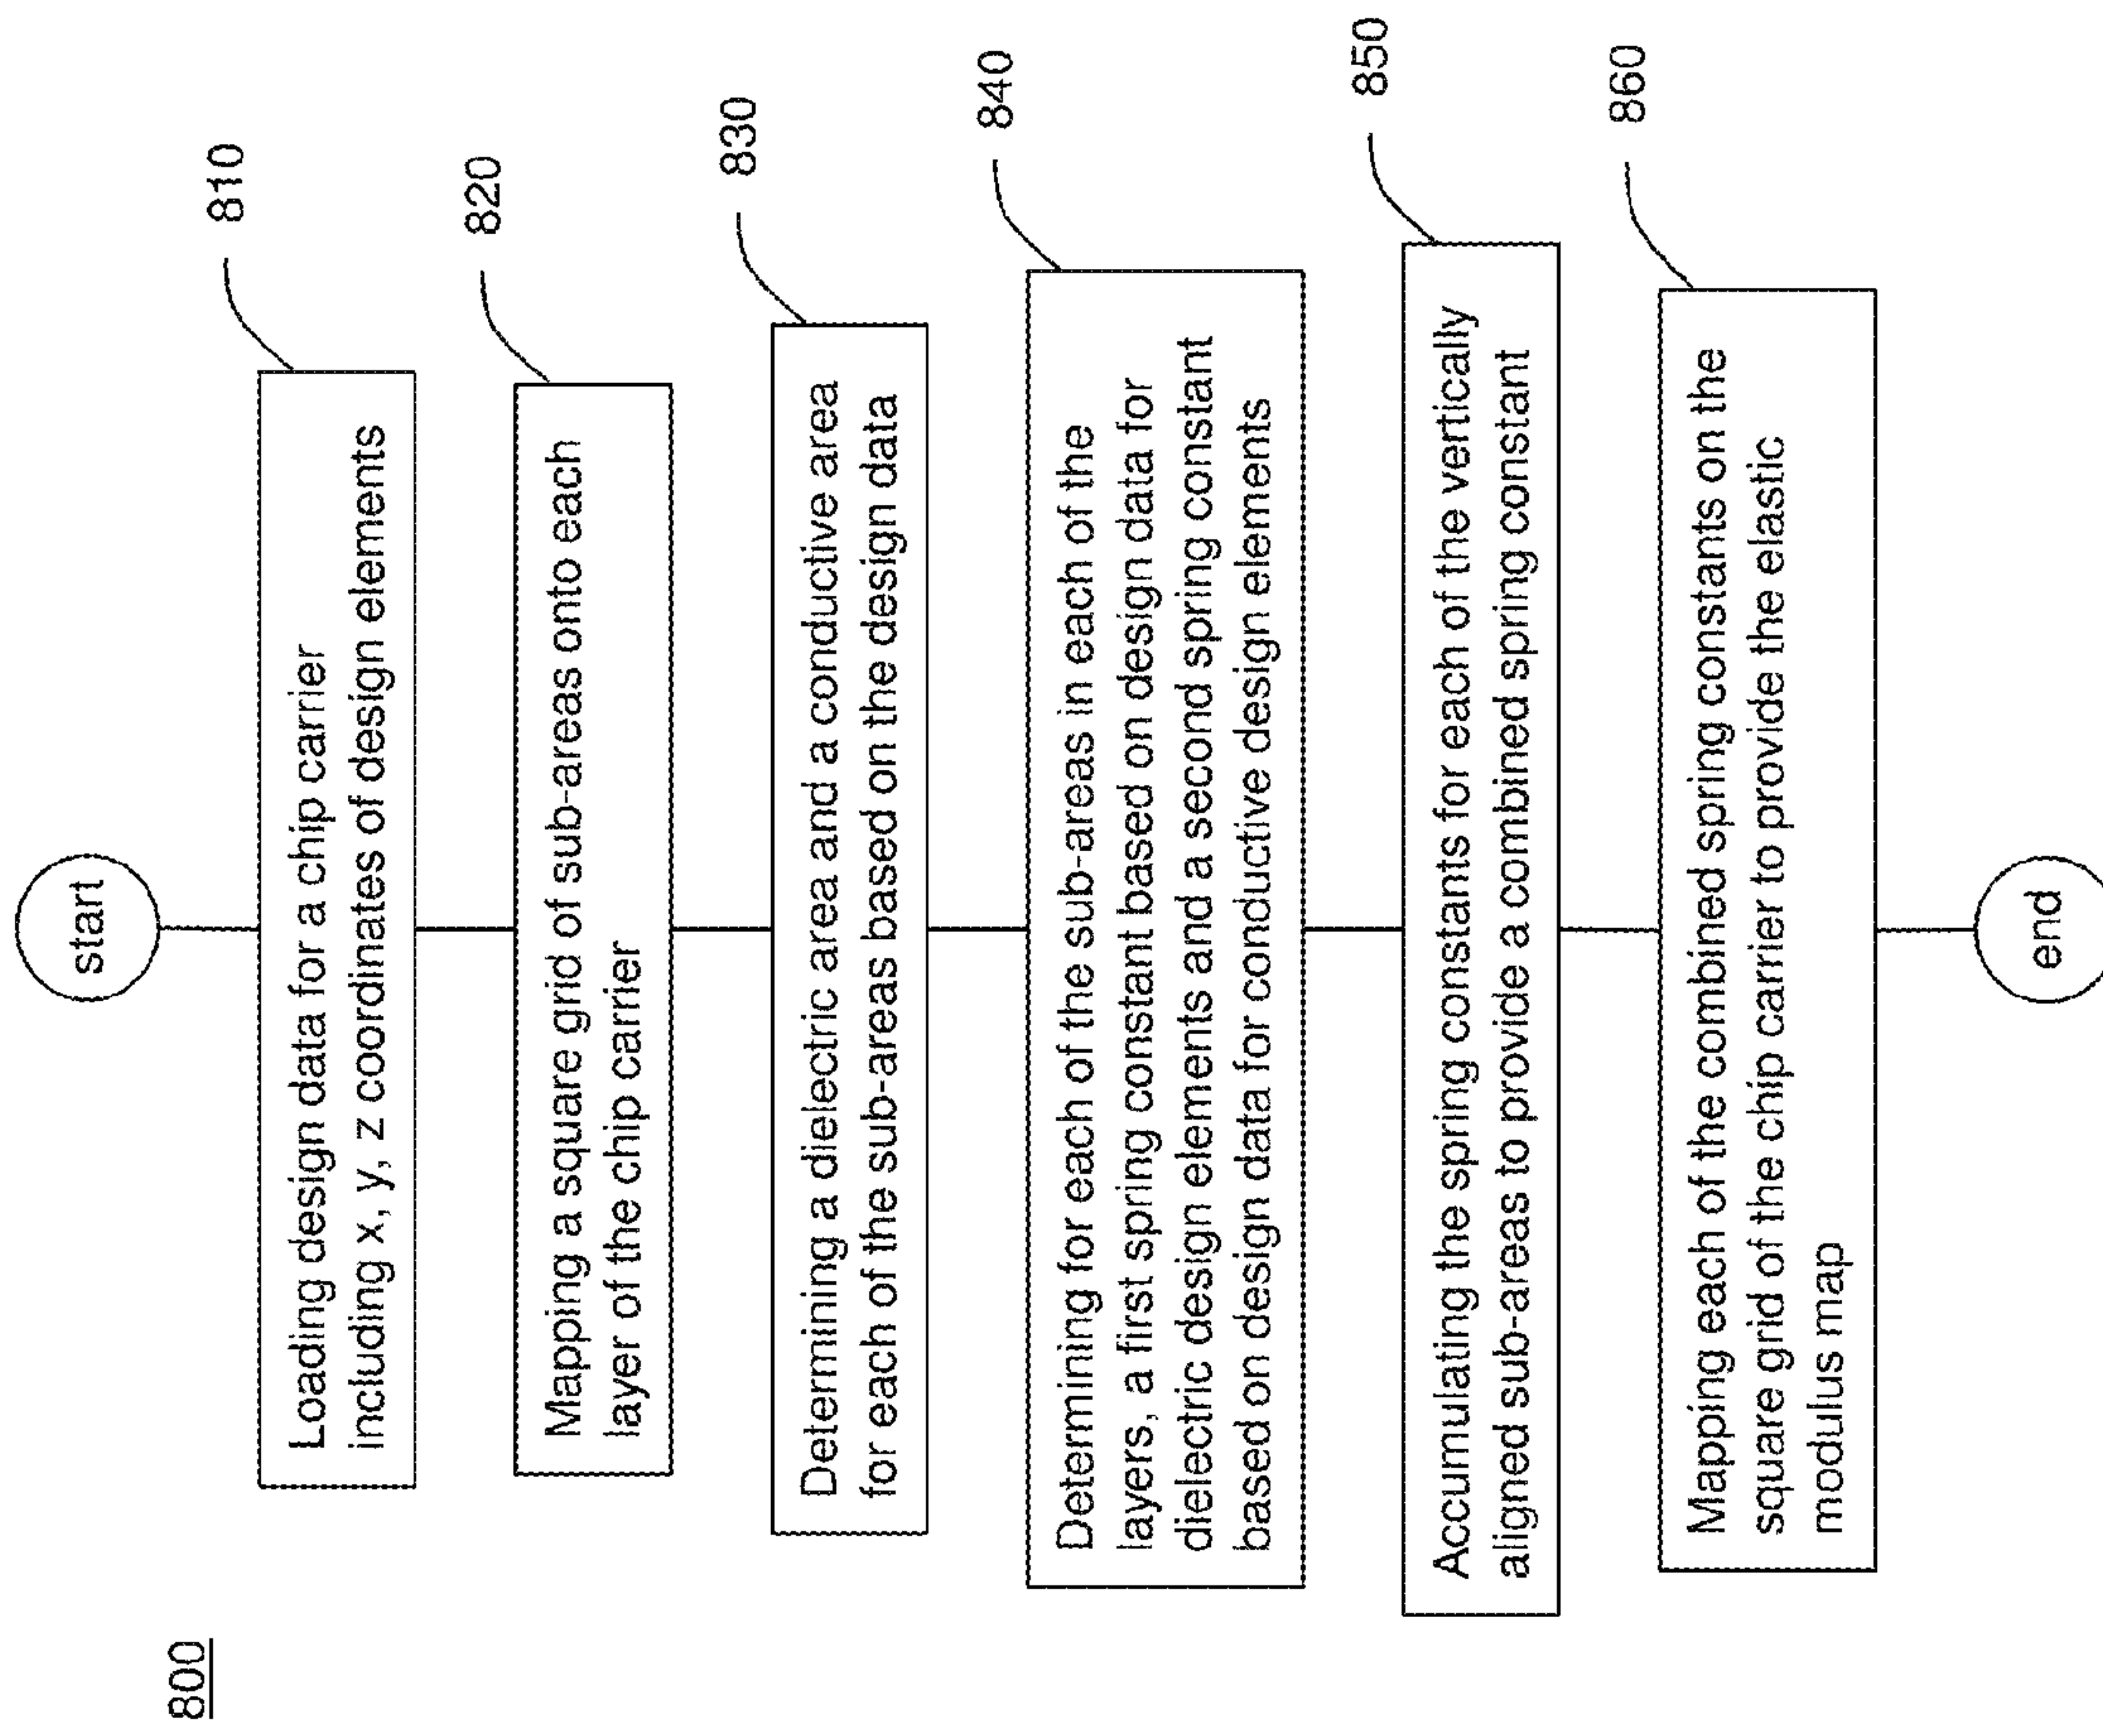 800
start
810
Loading design data for a chip carrier
including x, y, z coordinates of design elements
820
Mapping a square grid of sub-areas onto each
layer of the chip carrier
830
Determining a dielectric area and a conductive area
for each of the sub-areas based on the design data
840
Determining for each of the sub-areas in each of the
layers, a first spring constant based on design data for
dielectric design elements and a second spring constant
based on design data for conductive design elements
850
Accumulating the spring constants for each of the vertically
aligned sub-areas to provide a combined spring constant
860
Mapping each of the combined spring constants on the
square grid of the chip carrier to provide the elastic
modulus map
end